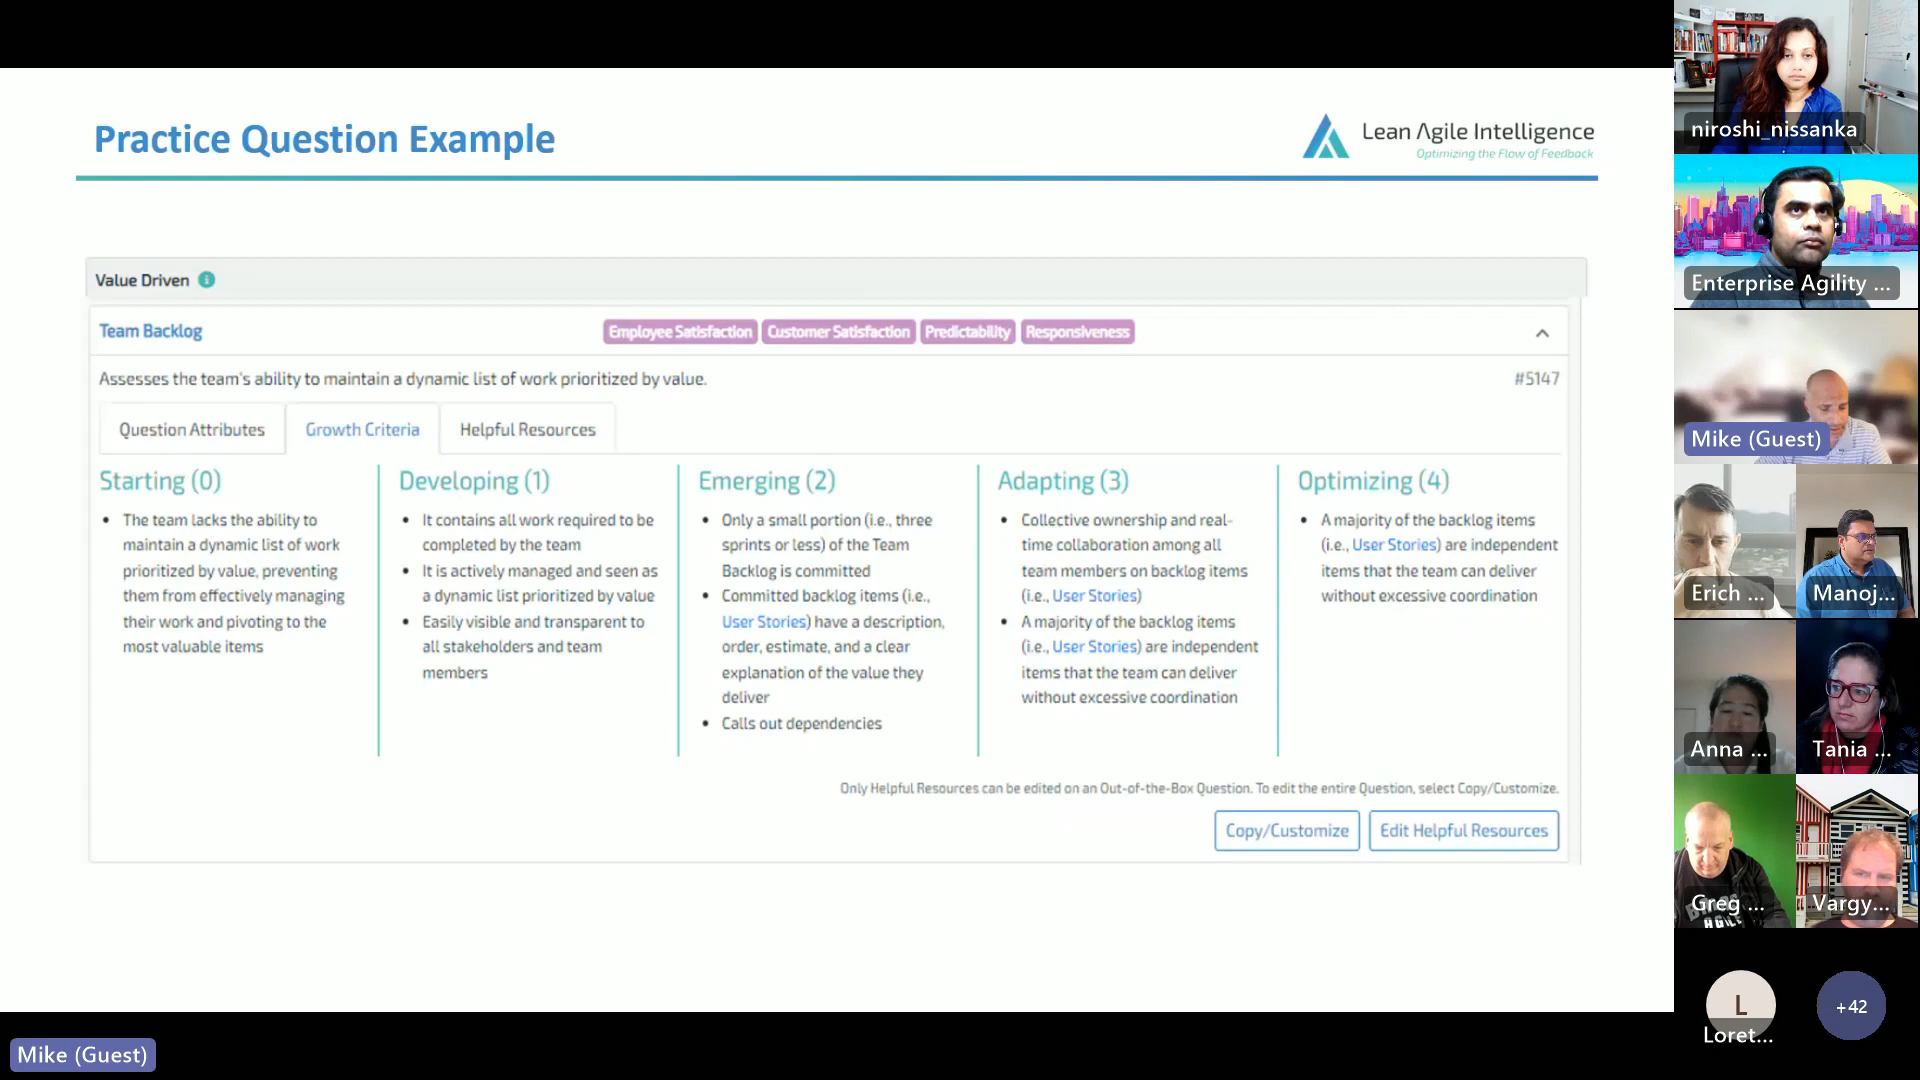 Practice Question Example
Lean Agile Intelligence
Optimizing the Flow of Feedback
Value Driven
Team Backlog
Employee Satisfaction
Customer Satisfaction
Predictability
Responsiveness
Assesses the team's ability to maintain a dynamic list of work prioritized by value.
#5147
Question Attributes
Growth Criteria
Helpful Resources
Starting (0)
• The team lacks the ability to
maintain a dynamic list of work
prioritized by value, preventing
them from effectively managing
their work and pivoting to the
most valuable items
Developing (1)
• It contains all work required to be
completed by the team
• It is actively managed and seen as
a dynamic list prioritized by value
• Easily visible and transparent to
all stakeholders and team
members
Emerging (2)
• Only a small portion (i.e., three
sprints or less) of the Team
Backlog is committed
• Committed backlog items (i.e.,
User Stories) have a description,
order, estimate, and a clear
explanation of the value they
deliver
• Calls out dependencies
Adapting (3)
• Collective ownership and real-
time collaboration among all
team members on backlog items
(i.e., User Stories)
• A majority of the backlog items
(i.e., User Stories) are independent
items that the team can deliver
without excessive coordination
Optimizing (4)
• A majority of the backlog items
(i.e., User Stories) are independent
items that the team can deliver
without excessive coordination
Only Helpful Resources can be edited on an Out-of-the-Box Question. To edit the entire Question, select Copy/Customize.
Copy/Customize
Edit Helpful Resources
niroshi_nissanka
Enterprise Agility ...
Mike (Guest)
Erich ...
Manoj...
Anna ...
Tania ...
Greg ...
Vargy...
L
Loret...
+42
Mike (Guest)